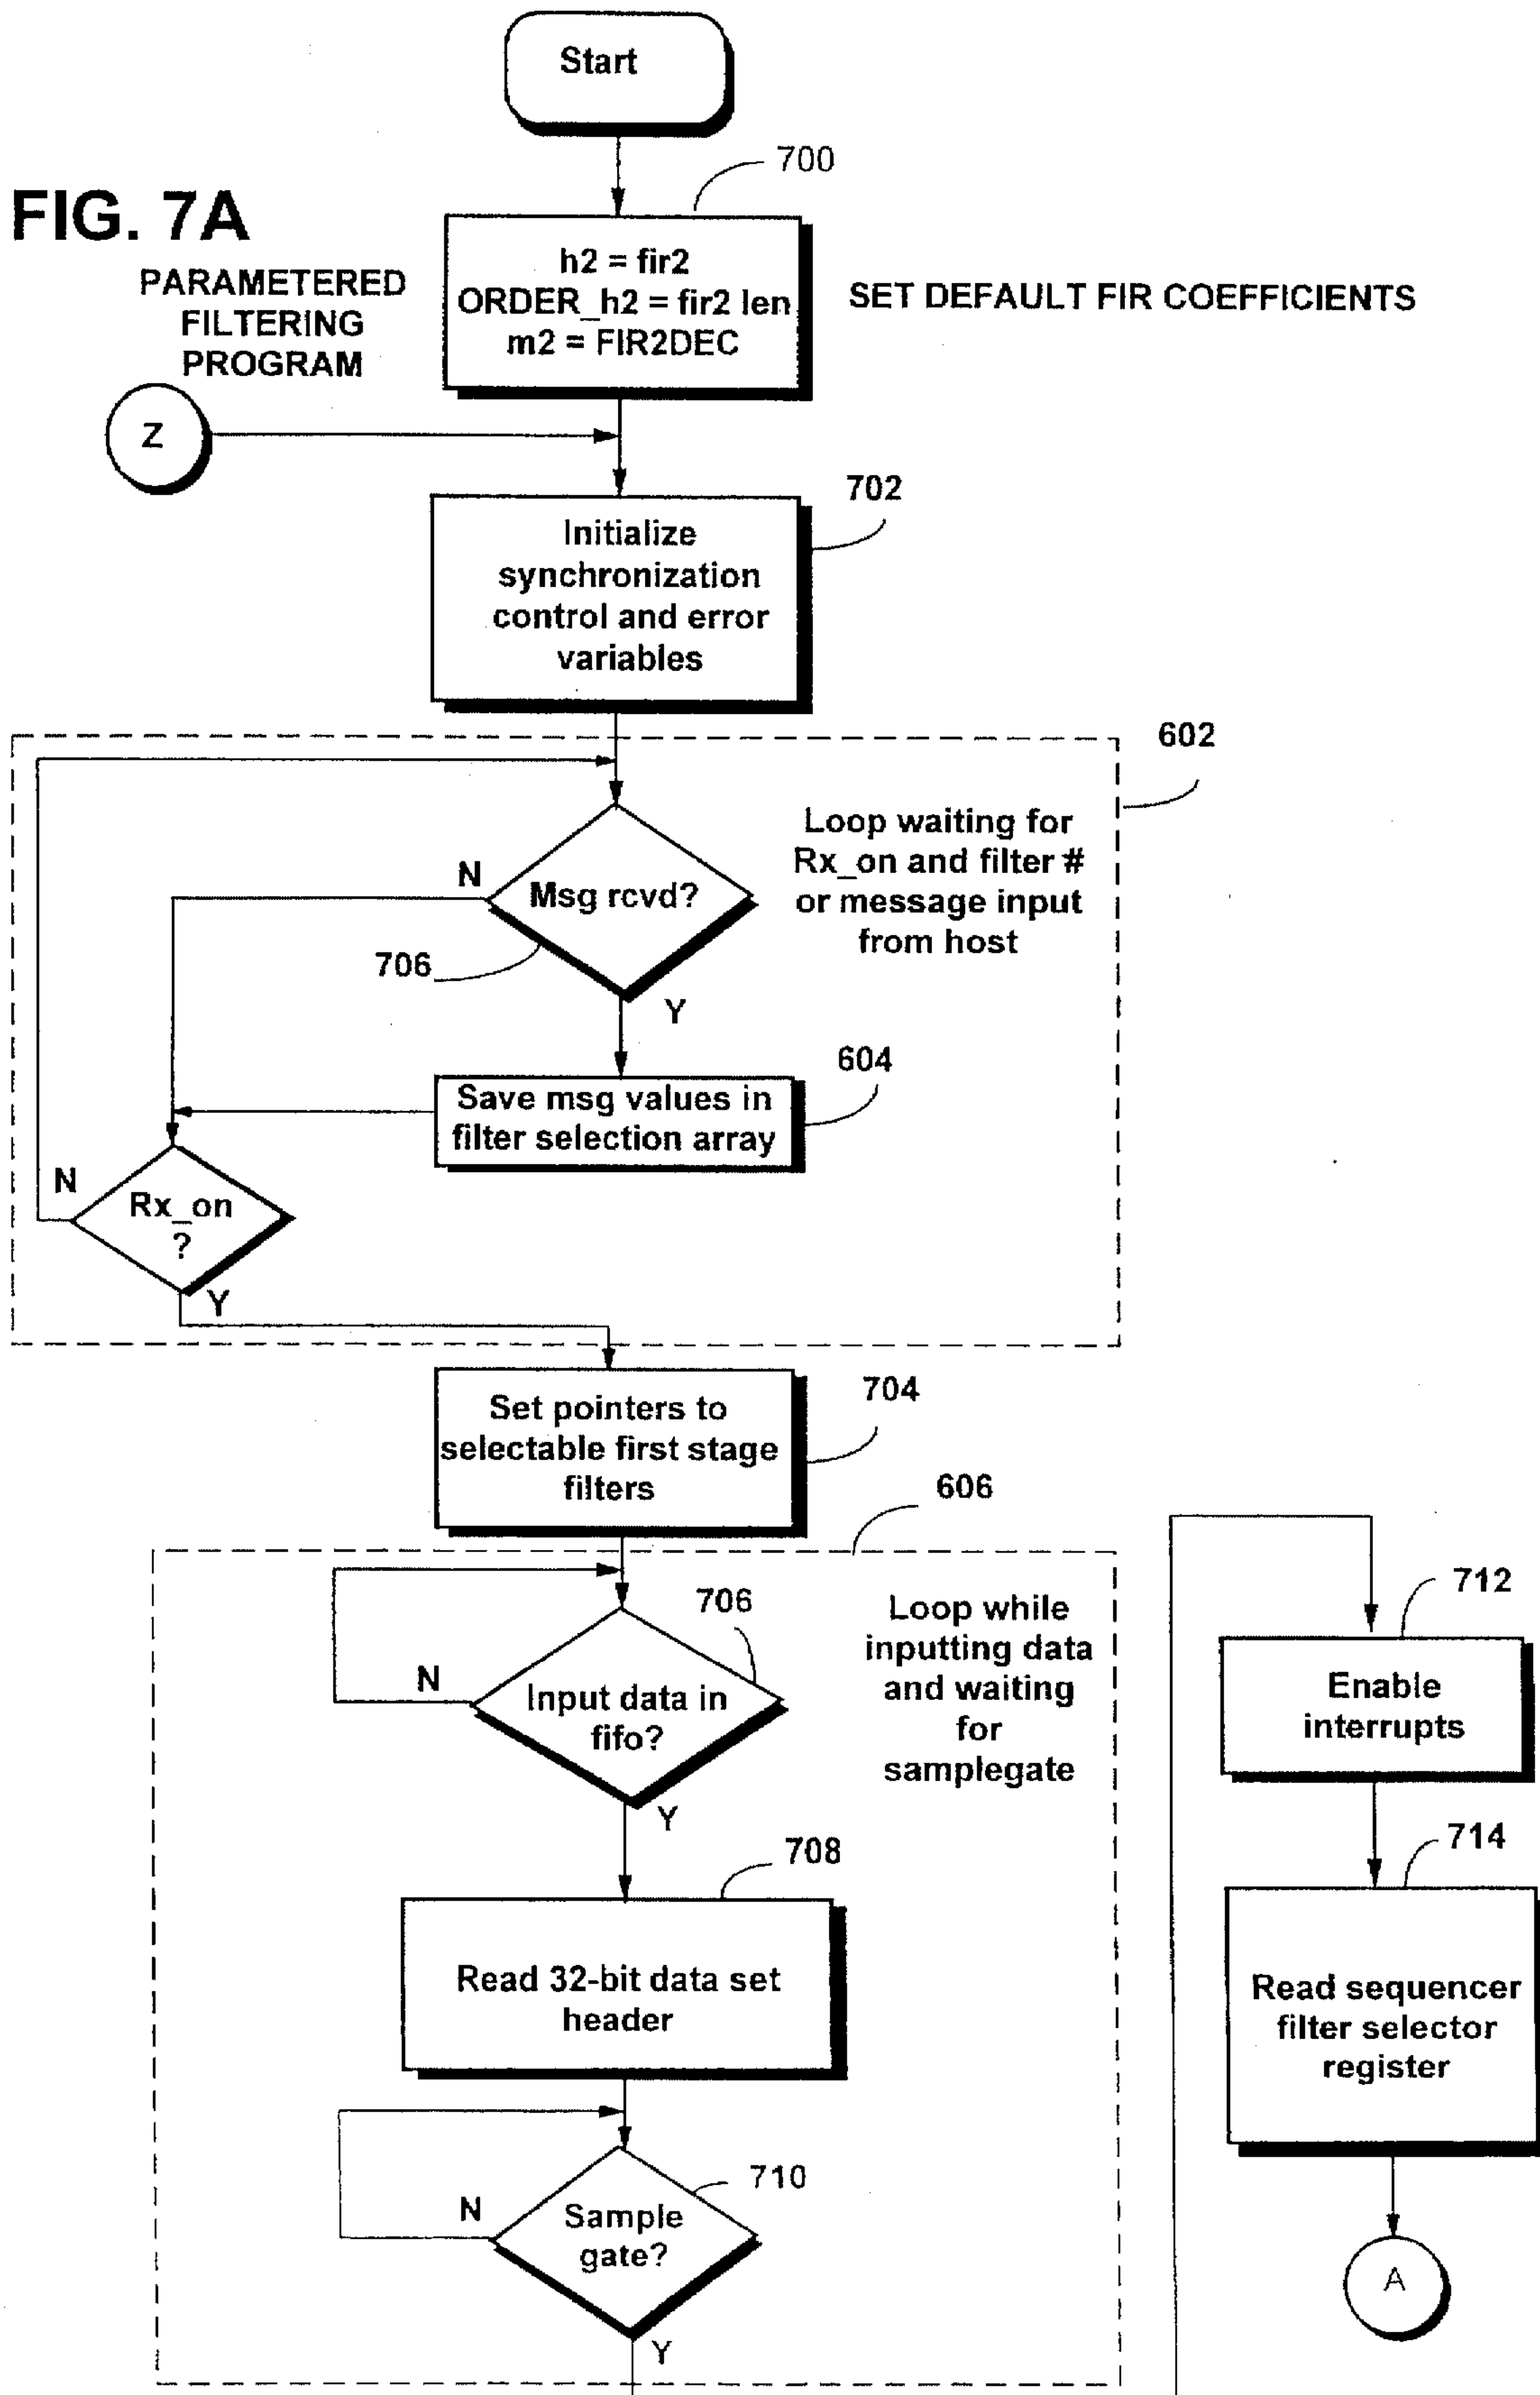 Start
700
FIG. 7A
PARAMETERED
FILTERING
PROGRAM
h2 = fir2
ORDER_h2 = fir2 len
m2 = FIR2DEC
SET DEFAULT FIR COEFFICIENTS
Z
702
Initialize
synchronization
control and error
variables
602
Loop waiting for
Rx_on and filter #
or message input
from host
N
Msg rcvd?
706
Y
604
Save msg values in
filter selection array
N
Rx_on
?
Y
704
Set pointers to
selectable first stage
filters
606
706
Loop while
inputting data
and waiting
for
samplegate
N
Input data in
fifo?
Y
708
Read 32-bit data set
header
710
N
Sample
gate?
Y
712
Enable
interrupts
714
Read sequencer
filter selector
register
A